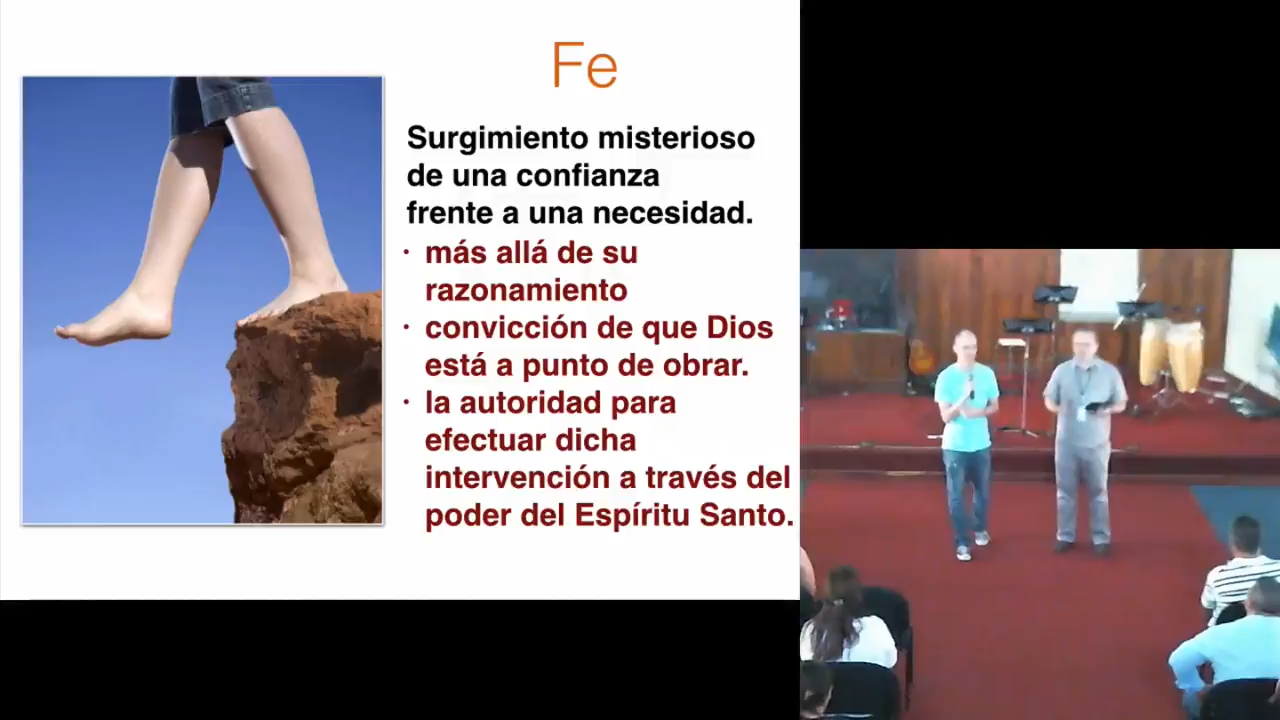 Fe
Surgimiento misterioso
de una confianza
frente a una necesidad.
· más allá de su
razonamiento
· convicción de que Dios
está a punto de obrar.
· la autoridad para
efectuar dicha
intervención a través del
poder del Espíritu Santo.